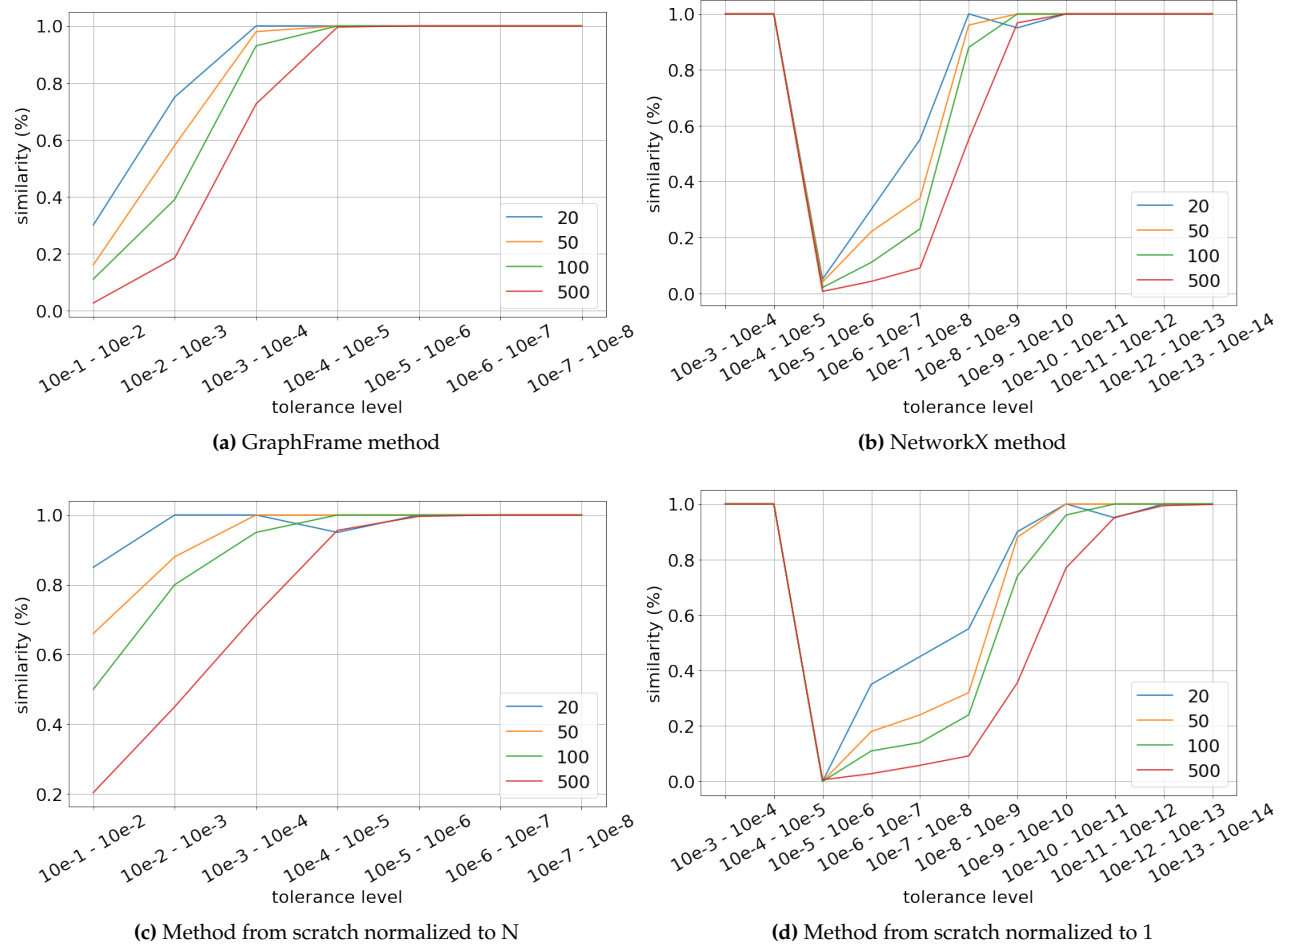 1.0
0.8
0.6
0.4
0.2
0.0
similarity (%)
20
50
100
500
10e-1 - 10e-2
10e-2 - 10e-3
10e-3 - 10e-4
10e-4 - 10e-5
10e-5 - 10e-6
10e-6 - 10e-7
10e-7 - 10e-8
tolerance level
(a) GraphFrame method
1.0
0.8
0.6
0.4
0.2
0.0
similarity (%)
20
50
100
500
10e-3 - 10e-4
10e-4 - 10e-5
10e-5 - 10e-6
10e-6 - 10e-7
10e-7 - 10e-8
10e-8 - 10e-9
10e-9 - 10e-10
10e-10 - 10e-11
10e-11 - 10e-12
10e-12 - 10e-13
10e-13 - 10e-14
tolerance level
(b) NetworkX method
1.0
0.8
0.6
0.4
0.2
similarity (%)
20
50
100
500
10e-1 - 10e-2
10e-2 - 10e-3
10e-3 - 10e-4
10e-4 - 10e-5
10e-5 - 10e-6
10e-6 - 10e-7
10e-7 - 10e-8
tolerance level
(c) Method from scratch normalized to N
1.0
0.8
0.6
0.4
0.2
0.0
similarity (%)
20
50
100
500
10e-3 - 10e-4
10e-4 - 10e-5
10e-5 - 10e-6
10e-6 - 10e-7
10e-7 - 10e-8
10e-8 - 10e-9
10e-9 - 10e-10
10e-10 - 10e-11
10e-11 - 10e-12
10e-12 - 10e-13
10e-13 - 10e-14
tolerance level
(d) Method from scratch normalized to 1